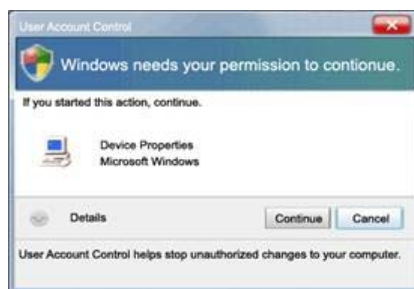 User Account Control
Windows needs your permission to contionue.
If you started this action, continue.
Device Properties
Microsoft Windows
Details
Continue
Cancel
User Account Control helps stop unauthorized changes to your computer.